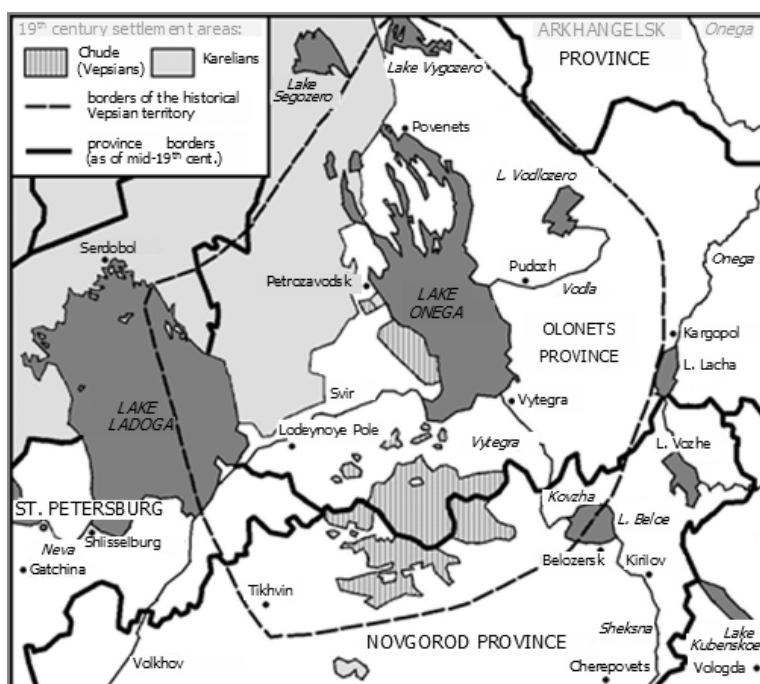 19th century settlement areas:
Chude
(Vepsians)
Karelians
borders of the historical
Vepsian territory
province borders
(as of mid-19th cent.)
Lake
Segozero
Lake Vygozero
ARKHANGELSK
PROVINCE
Onega
Povenets
L. Vodlozero
Serdobol
Petrozavodsk
LAKE
ONEGA
Pudozh
Vodla
Onega
OLONETS
PROVINCE
Kargopol
L. Lacha
Svir
Vytegra
LAKE
LADOGA
Lodeynoye Pole
Vytegra
L. Vozhe
Kovzha
L. Beloe
ST. PETERSBURG
Neva
Shlisselburg
Gatchina
Belozersk
Kirilov
Tikhvin
Sheksna
Lake
Kubenskoe
NOVGOROD PROVINCE
Volkhov
Cherepovets
Vologda